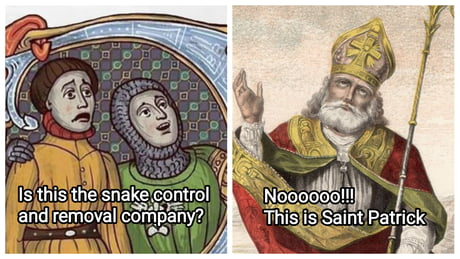 Is this the snake control
and removal company?
Noooooo!!!
This is Saint Patrick